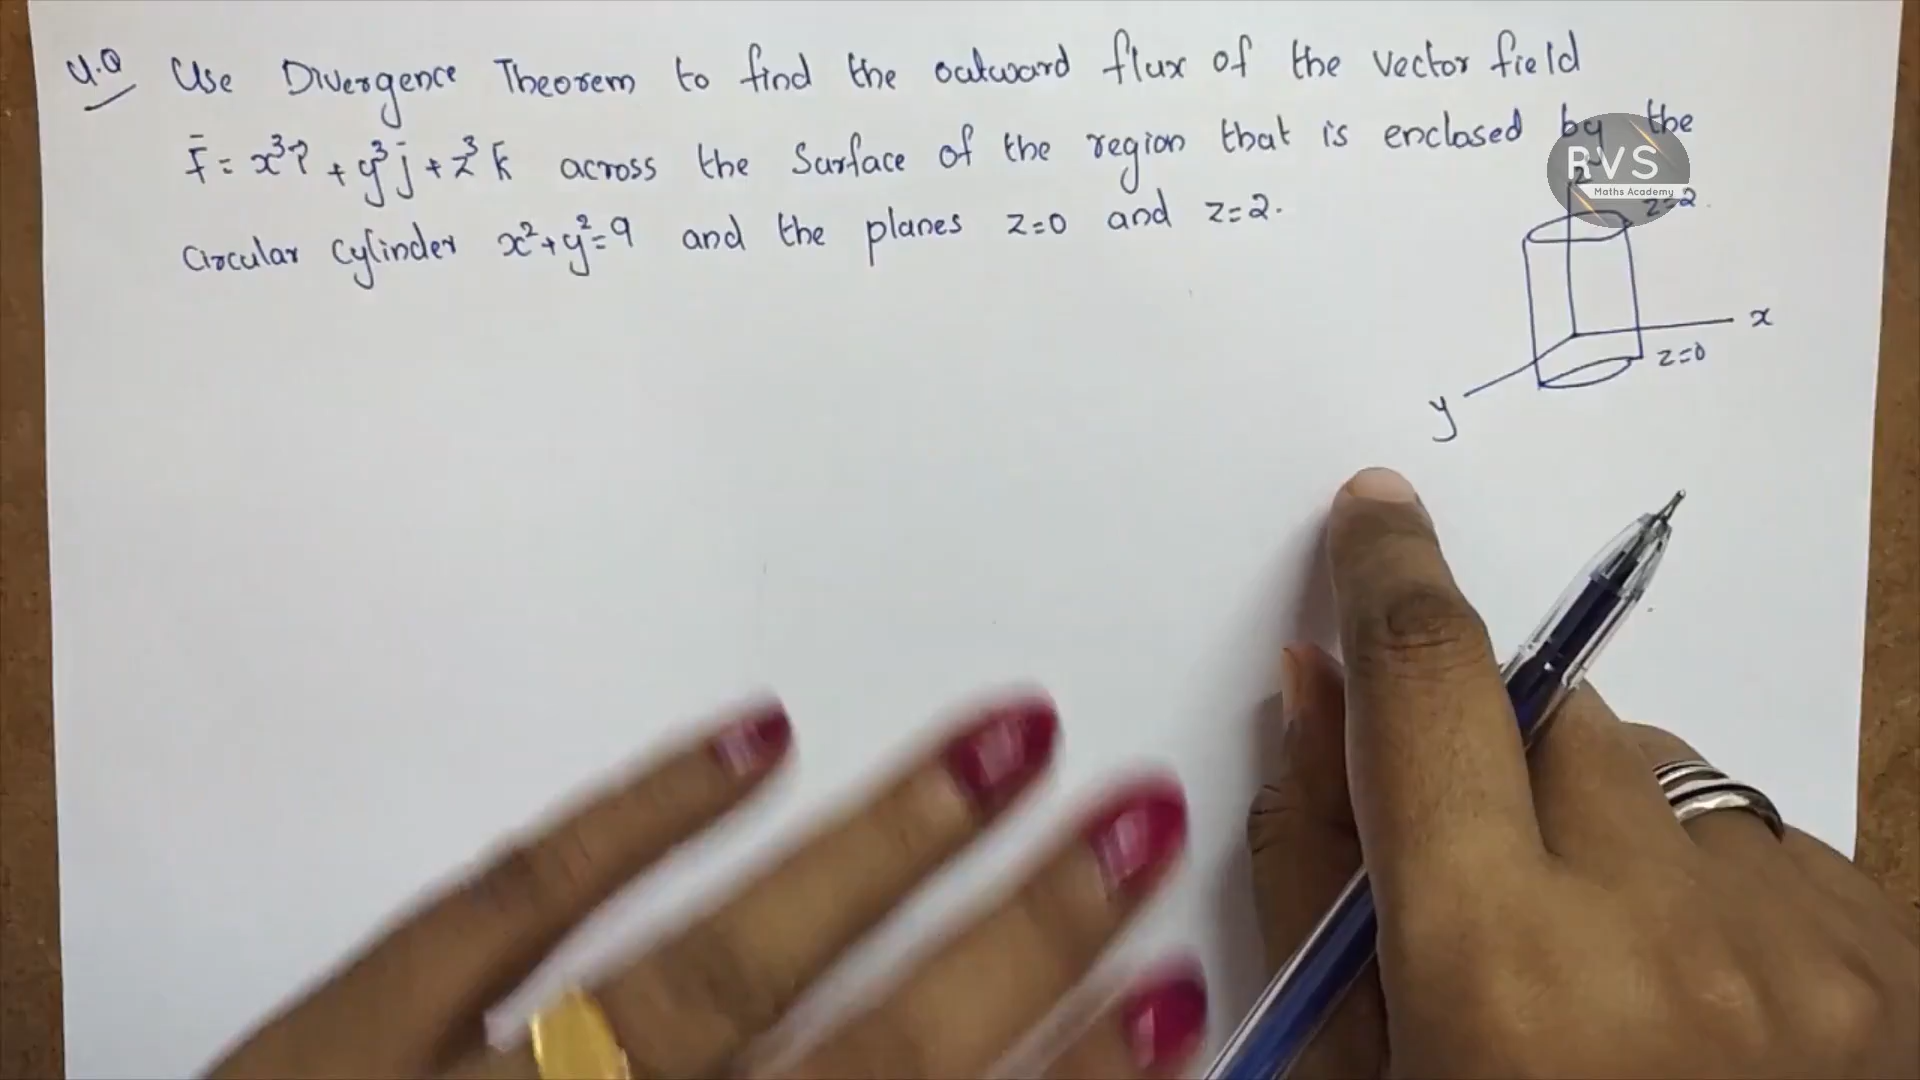 U.Q Use Divergence Theorem to find the outward flux of the vector field
F̄ = x³î + y³j̄ + z³k̄ across the Surface of the region that is enclosed by the
Circular Cylinder x²+y²=9 and the planes z=0 and z=2.
RVS
Maths Academy
z
z=2.
x
z=0
y